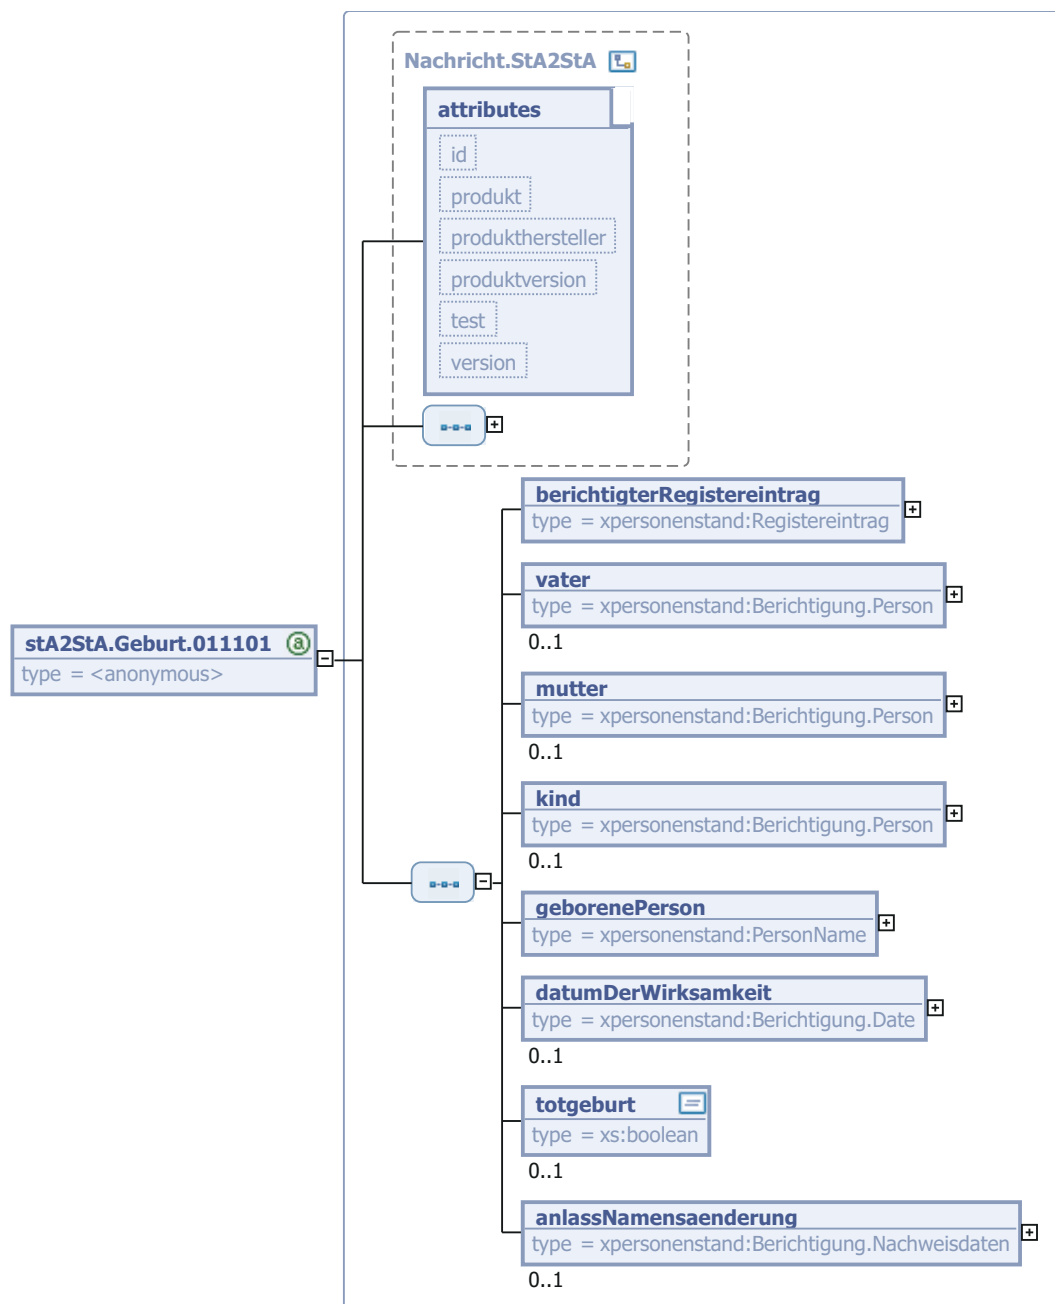 Nachricht.StA2StA
attributes
id
produkt
produkthersteller
produktversion
test
version
berichtigterRegistereintrag
type = xpersonenstand:Registereintrag
vater
type = xpersonenstand:Berichtigung.Person
0..1
stA2StA.Geburt.011101 a
type = <anonymous>
mutter
type = xpersonenstand:Berichtigung.Person
0..1
kind
type = xpersonenstand:Berichtigung.Person
0..1
geborenePerson
type = xpersonenstand:PersonName
datumDerWirksamkeit
type = xpersonenstand:Berichtigung.Date
0..1
totgeburt
type = xs:boolean
0..1
anlassNamensaenderung
type = xpersonenstand:Berichtigung.Nachweisdaten
0..1